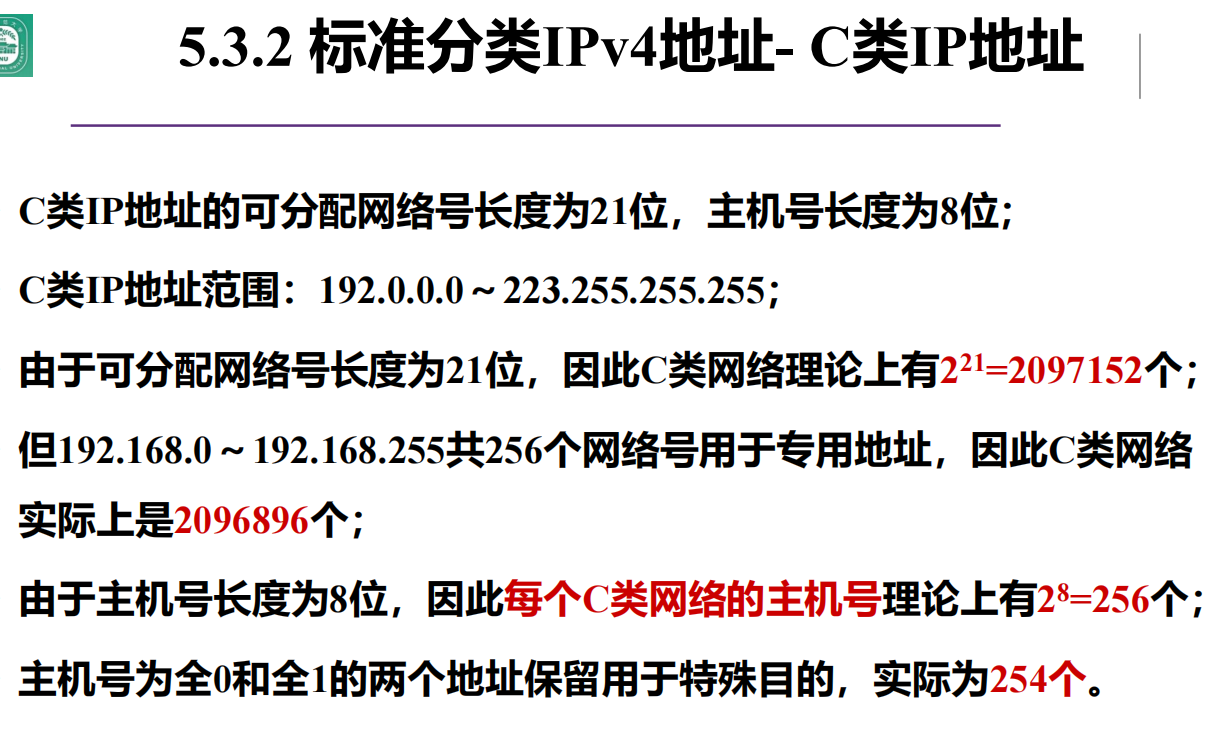 5.3.2 标准分类IPv4地址- C类IP地址
C类IP地址的可分配网络号长度为21位，主机号长度为8位；
C类IP地址范围：192.0.0.0～223.255.255.255；
由于可分配网络号长度为21位，因此C类网络理论上有2²¹=2097152个；
但192.168.0～192.168.255共256个网络号用于专用地址，因此C类网络
实际上是2096896个；
由于主机号长度为8位，因此每个C类网络的主机号理论上有2⁸=256个；
主机号为全0和全1的两个地址保留用于特殊目的，实际为254个。